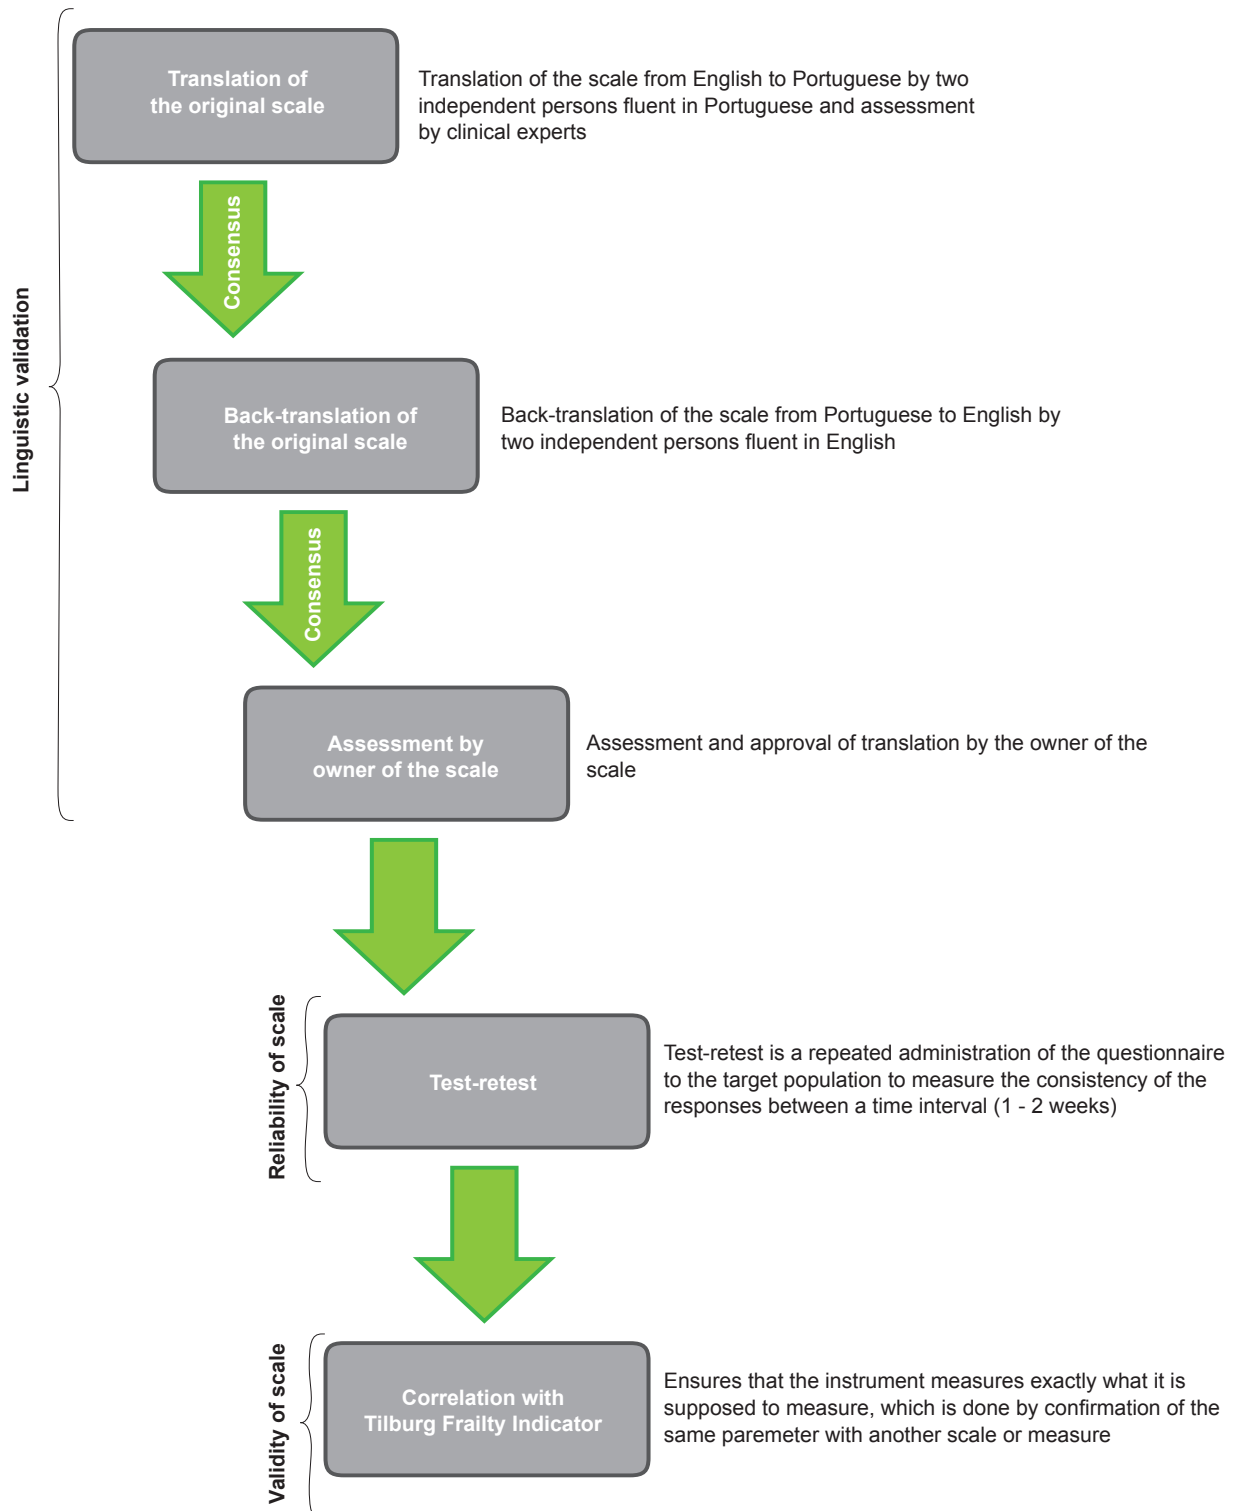 Linguistic validation
Translation of
the original scale
Translation of the scale from English to Portuguese by two
independent persons fluent in Portuguese and assessment
by clinical experts
Consensus
Back-translation of
the original scale
Back-translation of the scale from Portuguese to English by
two independent persons fluent in English
Consensus
Assessment by
owner of the scale
Assessment and approval of translation by the owner of the
scale
Reliability of scale
Test-retest
Test-retest is a repeated administration of the questionnaire
to the target population to measure the consistency of the
responses between a time interval (1 - 2 weeks)
Validity of scale
Correlation with
Tilburg Frailty Indicator
Ensures that the instrument measures exactly what it is
supposed to measure, which is done by confirmation of the
same paremeter with another scale or measure